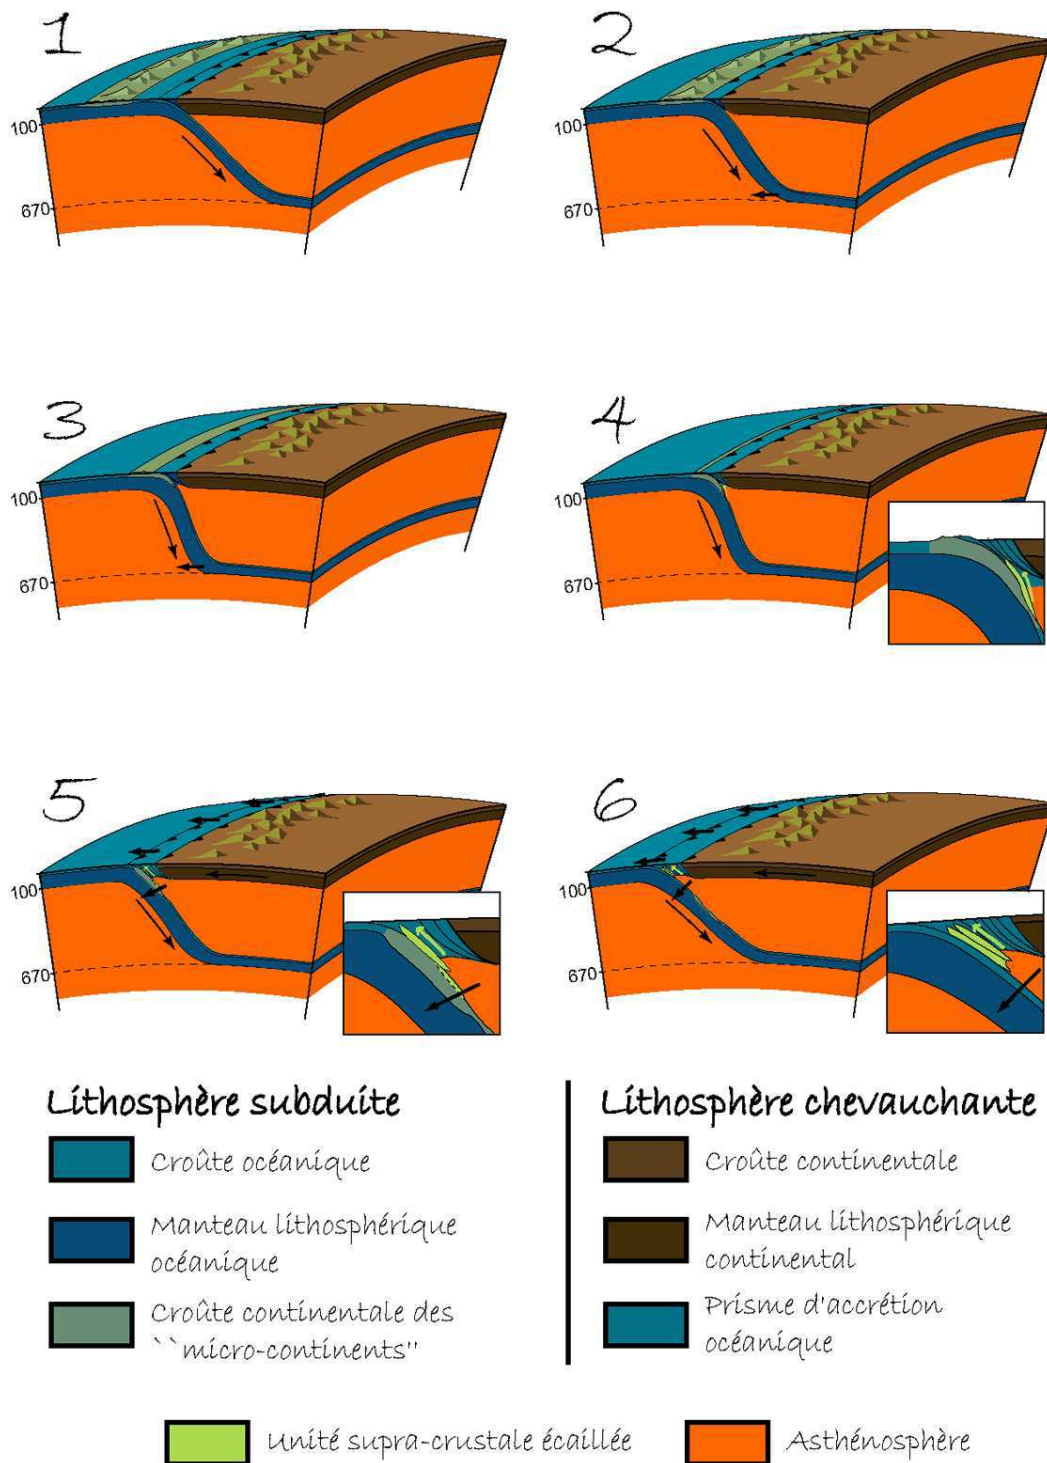 1
2
100
670
100
670
3
4
100
670
100
670
5
6
100
670
100
670
Lithosphère subduite
Croûte océanique
Manteau lithosphérique
océanique
Croûte continentale des
``micro-continents"
Lithosphère chevauchante
Croûte continentale
Manteau lithosphérique
continental
Prisme d'accrétion
océanique
Unité supra-crustale écaillée
Asthénosphère